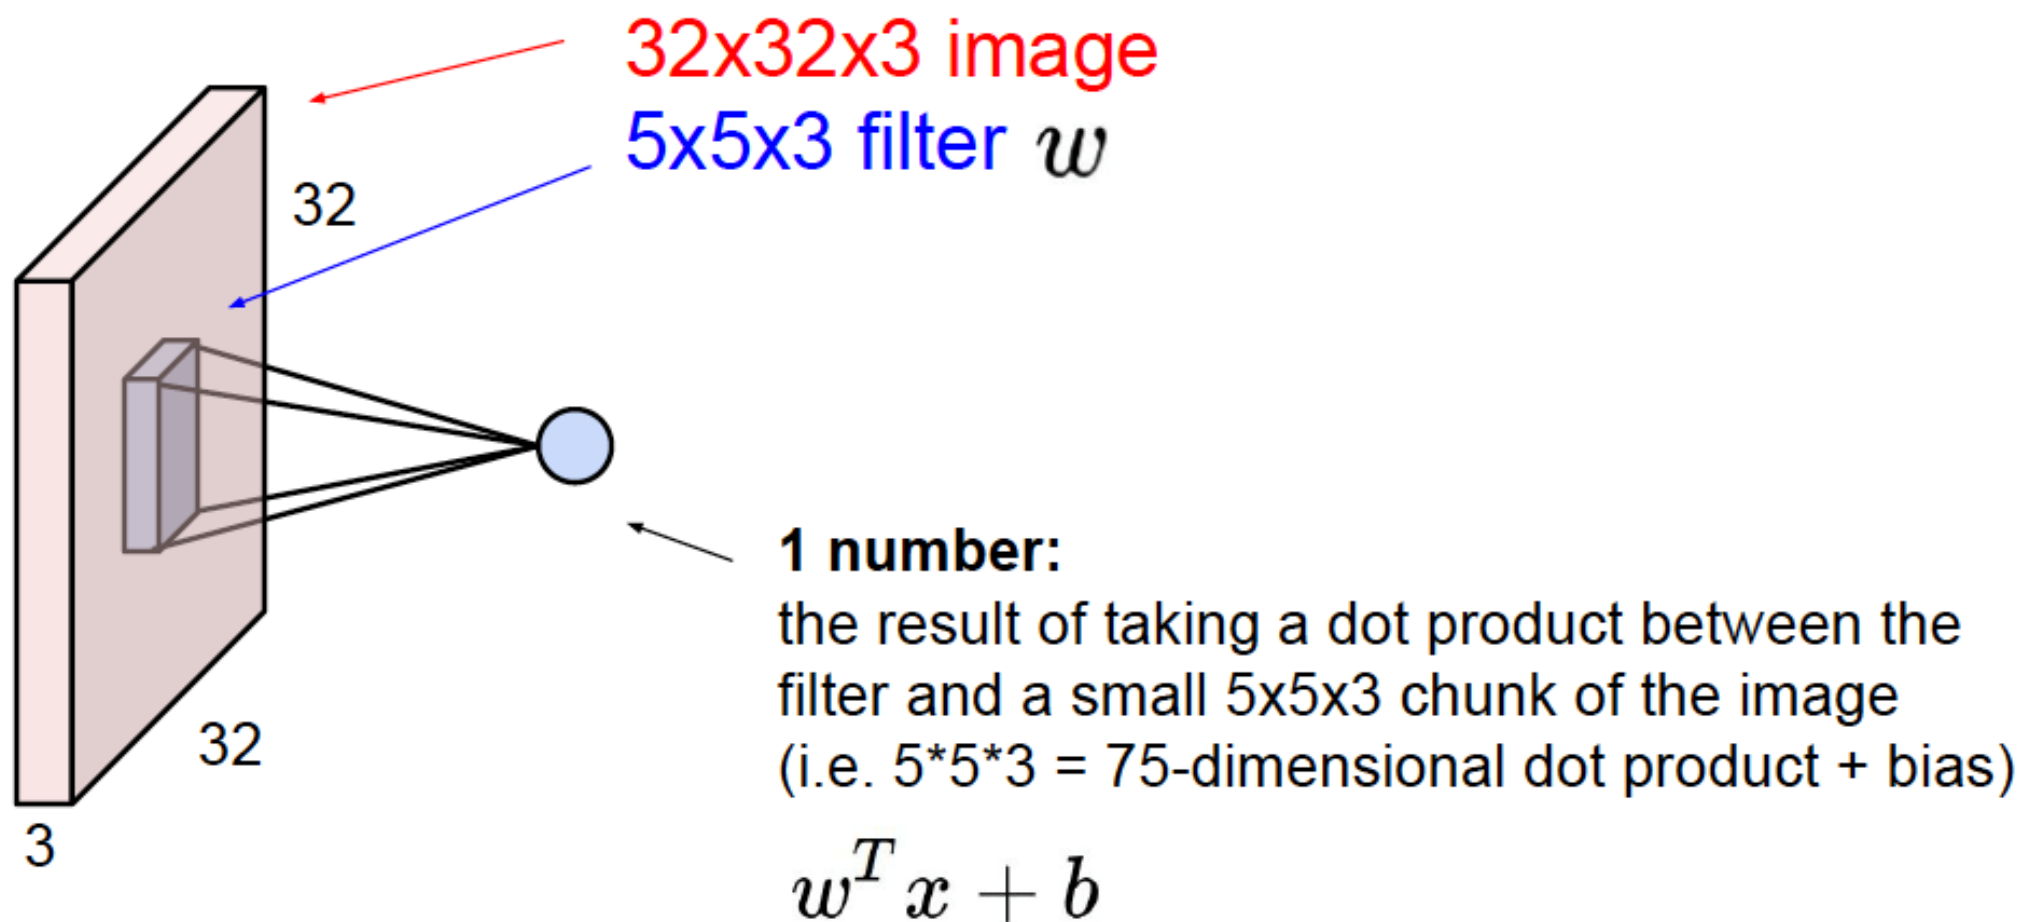 32x32x3 image
5x5x3 filter w
32
32
3
1 number:
the result of taking a dot product between the
filter and a small 5x5x3 chunk of the image
(i.e. 5*5*3 = 75-dimensional dot product + bias)
w^T x + b